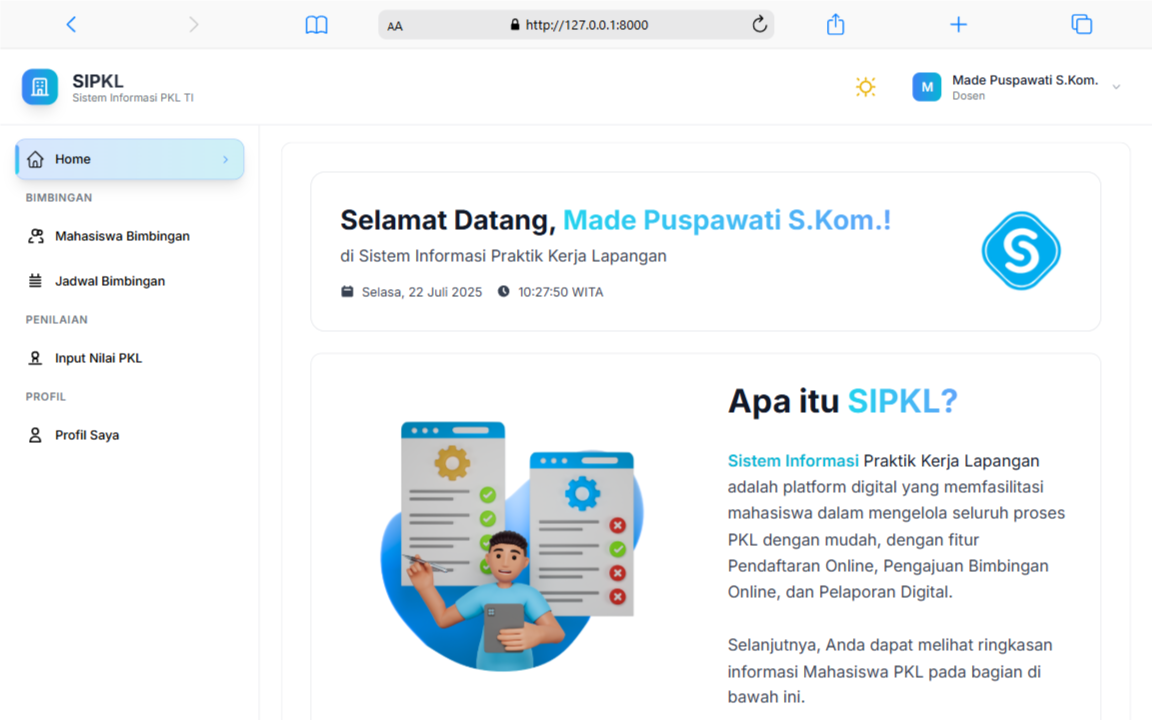 AA
http://127.0.0.1:8000
SIPKL
Sistem Informasi PKL TI
M
Made Puspawati S.Kom.
Dosen
Home
BIMBINGAN
Mahasiswa Bimbingan
Jadwal Bimbingan
PENILAIAN
Input Nilai PKL
PROFIL
Profil Saya
Selamat Datang, Made Puspawati S.Kom.!
di Sistem Informasi Praktik Kerja Lapangan
Selasa, 22 Juli 2025 10:27:50 WITA
S
Apa itu SIPKL?
Sistem Informasi Praktik Kerja Lapangan
adalah platform digital yang memfasilitasi
mahasiswa dalam mengelola seluruh proses
PKL dengan mudah, dengan fitur
Pendaftaran Online, Pengajuan Bimbingan
Online, dan Pelaporan Digital.
Selanjutnya, Anda dapat melihat ringkasan
informasi Mahasiswa PKL pada bagian di
bawah ini.